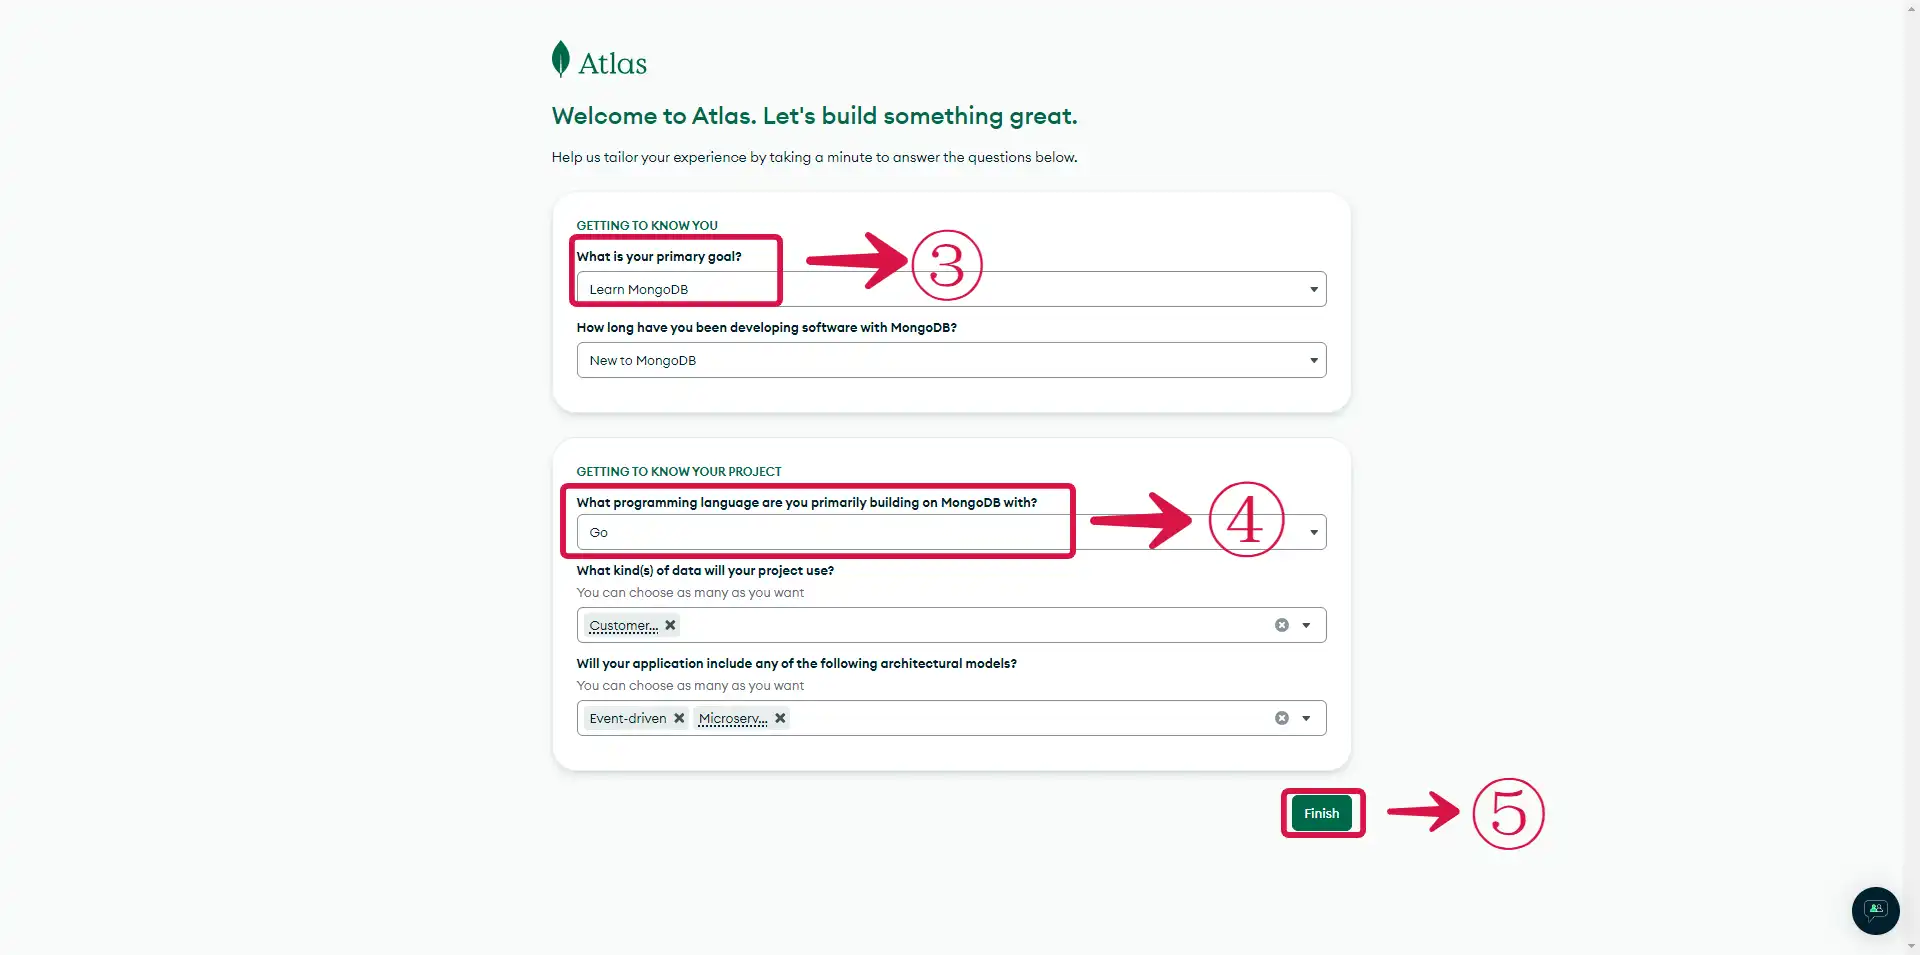 Atlas
Welcome to Atlas. Let's build something great.
Help us tailor your experience by taking a minute to answer the questions below.
GETTING TO KNOW YOU
What is your primary goal?
③
Learn MongoDB
How long have you been developing software with MongoDB?
New to MongoDB
GETTING TO KNOW YOUR PROJECT
What programming language are you primarily building on MongoDB with?
④
Go
What kind(s) of data will your project use?
You can choose as many as you want
Customer...
Will your application include any of the following architectural models?
You can choose as many as you want
Event-driven Microserv...
Finish ⑤